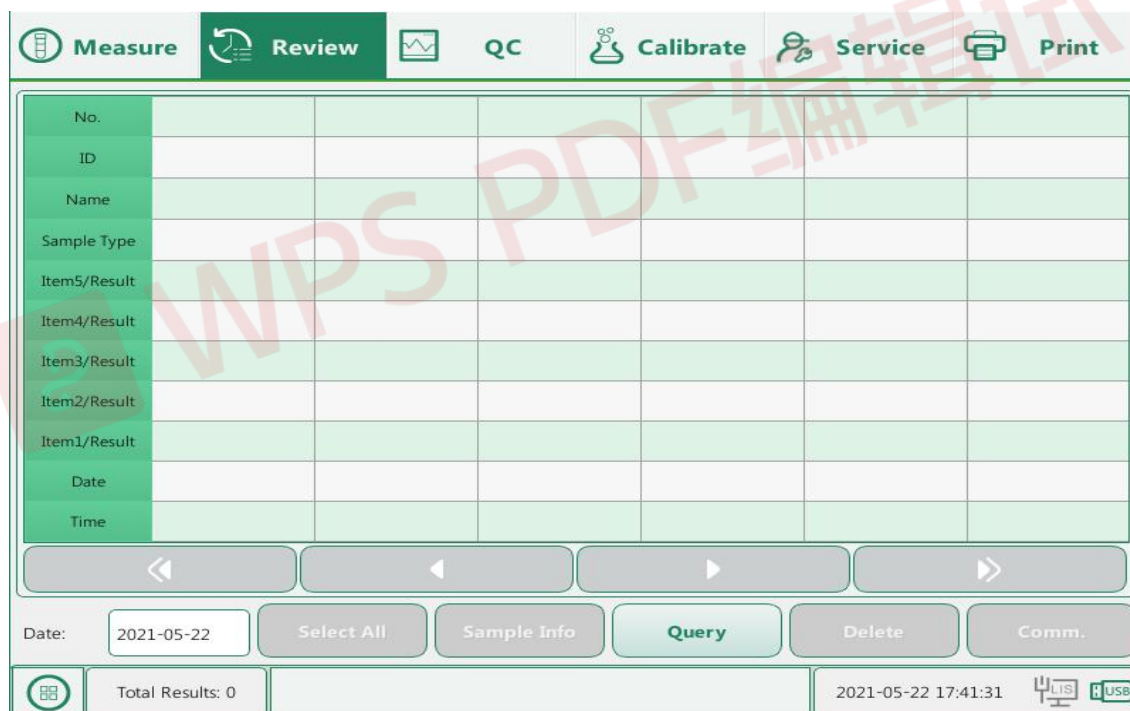 Measure Review QC Calibrate Service Print
No.
ID
Name
Sample Type
Item5/Result
Item4/Result
Item3/Result
Item2/Result
Item1/Result
Date
Time
Date: 2021-05-22 Select All Sample Info Query Delete Comm.
Total Results: 0 2021-05-22 17:41:31 LIS USB
WPS PDF编辑试